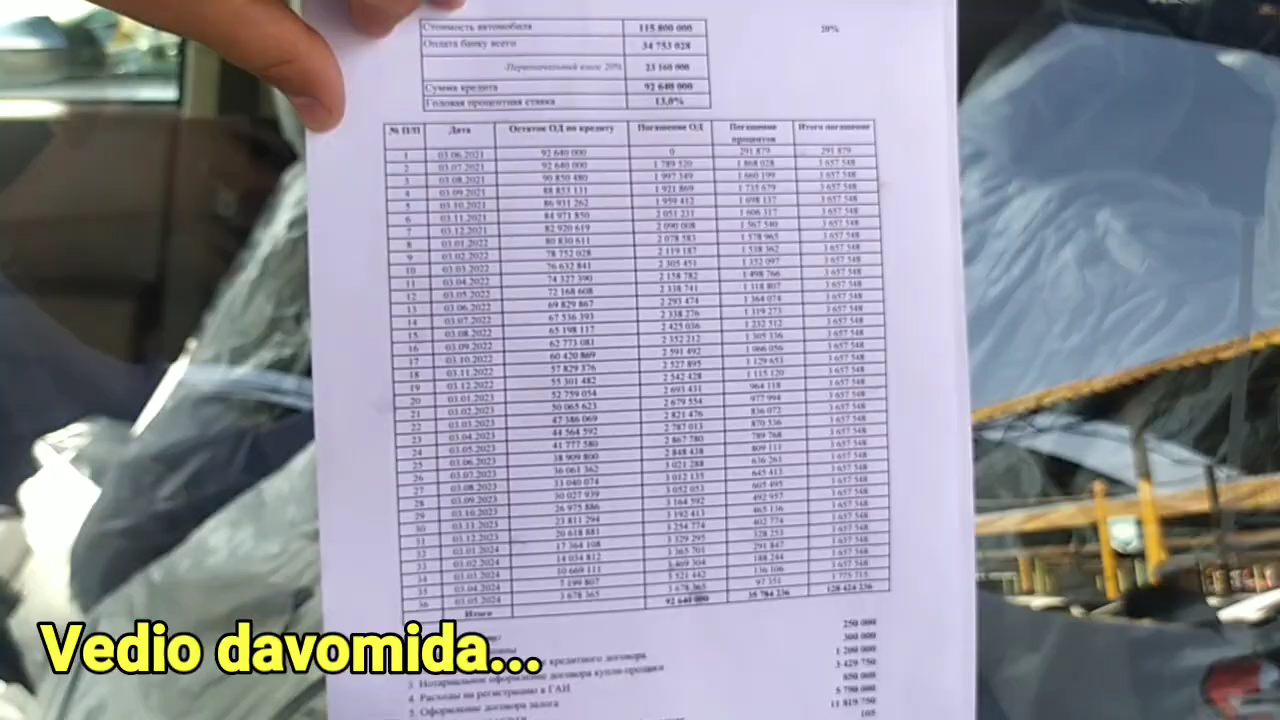 Стоимость автомобиля 115 800 000 20%
Оплата банку всего 34 753 028
-Первоначальный взнос 20% 23 160 000
Сумма кредита 92 640 000
Годовая процентная ставка 13,0%
№ П/П Дата Остаток ОД по кредиту Погашение ОД Погашение процентов Итого погашение
1 03.06.2021 92 640 000 0 291 879 291 879
2 03.07.2021 92 640 000 1 789 520 1 868 028 3 657 548
3 03.08.2021 90 850 480 1 997 349 1 660 199 3 657 548
4 03.09.2021 88 853 131 1 921 869 1 735 679 3 657 548
5 03.10.2021 86 931 262 1 959 412 1 698 137 3 657 548
6 03.11.2021 84 971 850 2 051 231 1 606 317 3 657 548
7 03.12.2021 82 920 619 2 090 008 1 567 540 3 657 548
8 03.01.2022 80 830 611 2 078 583 1 578 965 3 657 548
9 03.02.2022 78 752 028 2 119 187 1 538 362 3 657 548
10 03.03.2022 76 632 841 2 305 451 1 352 097 3 657 548
11 03.04.2022 74 327 390 2 158 782 1 498 766 3 657 548
12 03.05.2022 72 168 608 2 338 741 1 318 807 3 657 548
13 03.06.2022 69 829 867 2 293 474 1 364 074 3 657 548
14 03.07.2022 67 536 393 2 338 276 1 319 273 3 657 548
15 03.08.2022 65 198 117 2 425 036 1 232 512 3 657 548
16 03.09.2022 62 773 081 2 352 212 1 305 336 3 657 548
17 03.10.2022 60 420 869 2 591 492 1 066 056 3 657 548
18 03.11.2022 57 829 376 2 527 895 1 129 653 3 657 548
19 03.12.2022 55 301 482 2 542 428 1 115 120 3 657 548
20 03.01.2023 52 759 054 2 693 431 964 118 3 657 548
21 03.02.2023 50 065 623 2 679 554 977 994 3 657 548
22 03.03.2023 47 386 069 2 821 476 836 072 3 657 548
23 03.04.2023 44 564 592 2 787 013 870 536 3 657 548
24 03.05.2023 41 777 580 2 867 780 789 768 3 657 548
25 03.06.2023 38 909 800 2 848 438 809 111 3 657 548
26 03.07.2023 36 061 362 3 021 288 636 261 3 657 548
27 03.08.2023 33 040 074 3 012 135 645 413 3 657 548
28 03.09.2023 30 027 939 3 052 053 605 495 3 657 548
29 03.10.2023 26 975 886 3 164 592 492 957 3 657 548
30 03.11.2023 23 811 294 3 192 413 465 136 3 657 548
31 03.12.2023 20 618 881 3 254 774 402 774 3 657 548
32 03.01.2024 17 364 108 3 329 295 328 253 3 657 548
33 03.02.2024 14 034 812 3 365 701 291 847 3 657 548
34 03.03.2024 10 669 111 3 469 304 188 244 3 657 548
35 03.04.2024 7 199 807 3 521 442 136 106 3 657 548
36 03.05.2024 3 678 365 3 678 365 97 351 3 775 715
Итого 92 640 000 35 784 236 128 424 236
250 000
300 000
кредитного договора 1 200 000
3. Нотариальное оформление договора купли-продажи 3 429 750
4. Расходы на регистрацию в ГАИ 850 000
5. Оформление договора залога 5 790 000
11 819 750
105
Vedio davomida...